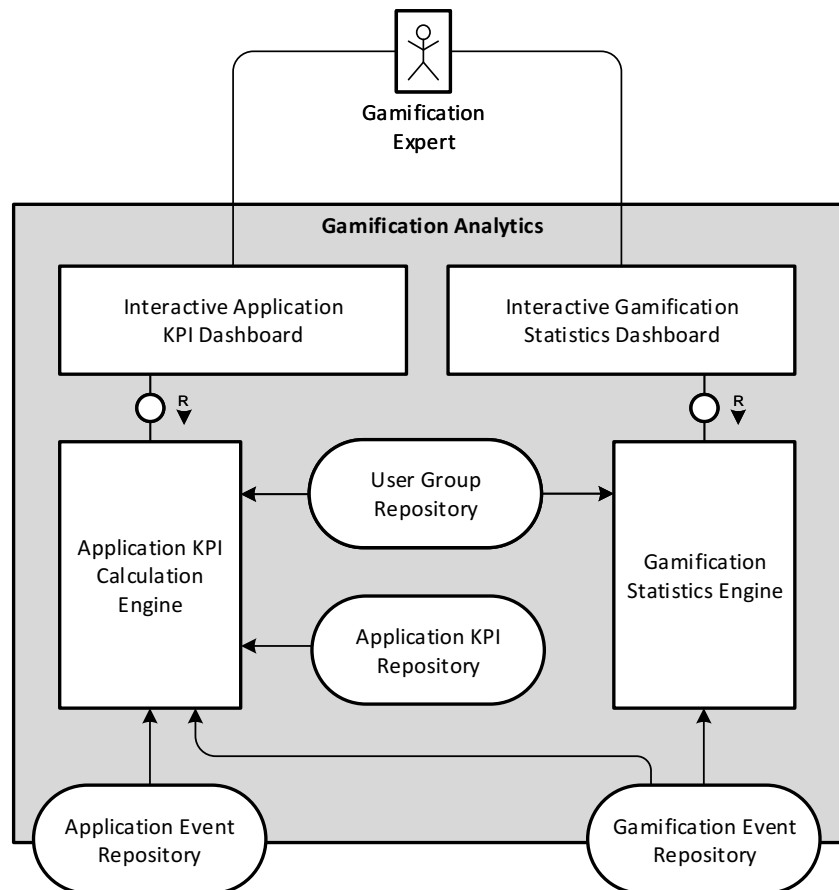 Gamification
Expert
Gamification Analytics
Interactive Application
KPI Dashboard
Interactive Gamification
Statistics Dashboard
R
R
User Group
Repository
Application KPI
Calculation
Engine
Gamification
Statistics Engine
Application KPI
Repository
Application Event
Repository
Gamification Event
Repository